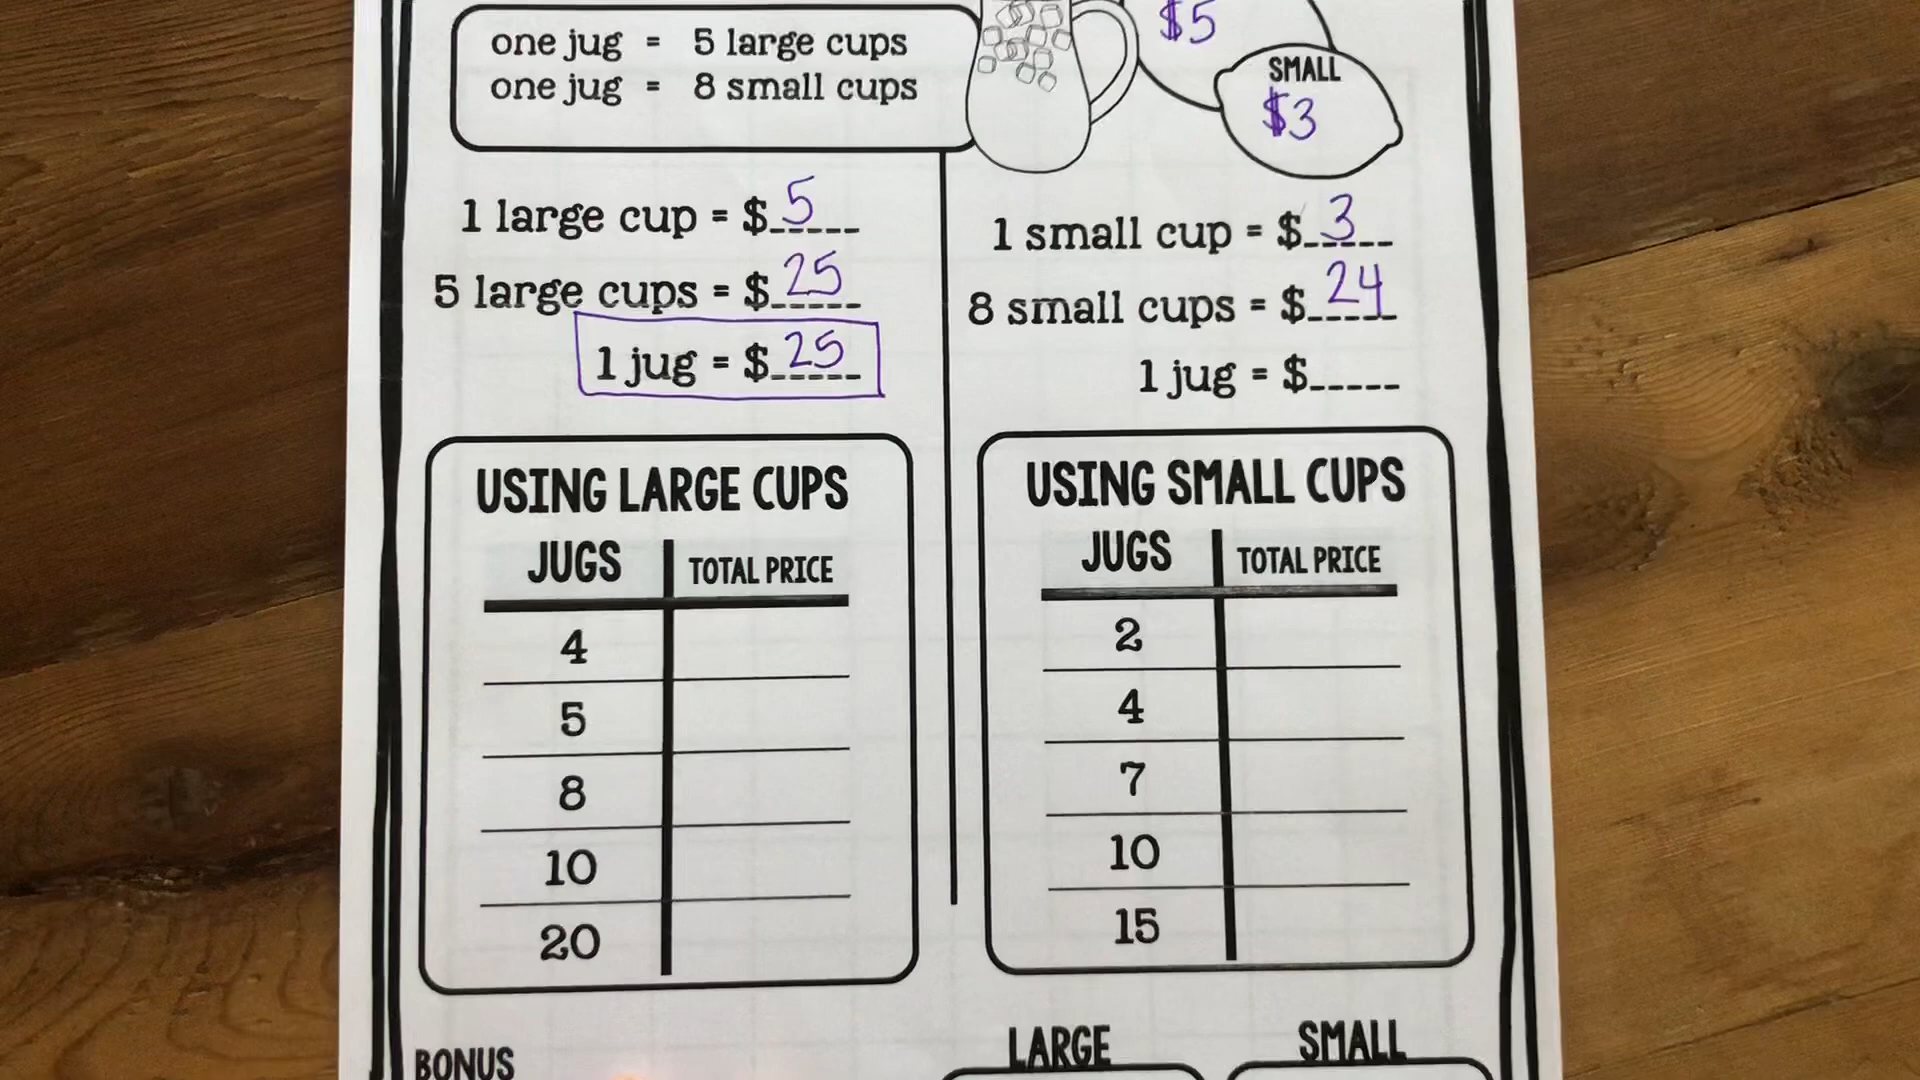 one jug = 5 large cups
one jug = 8 small cups
$5
SMALL
$3
1 large cup = $5
5 large cups = $25
1 jug = $25
1 small cup = $3
8 small cups = $24
1 jug = $_____
USING LARGE CUPS
JUGS TOTAL PRICE
4
5
8
10
20
USING SMALL CUPS
JUGS TOTAL PRICE
2
4
7
10
15
BONUS
LARGE
SMALL